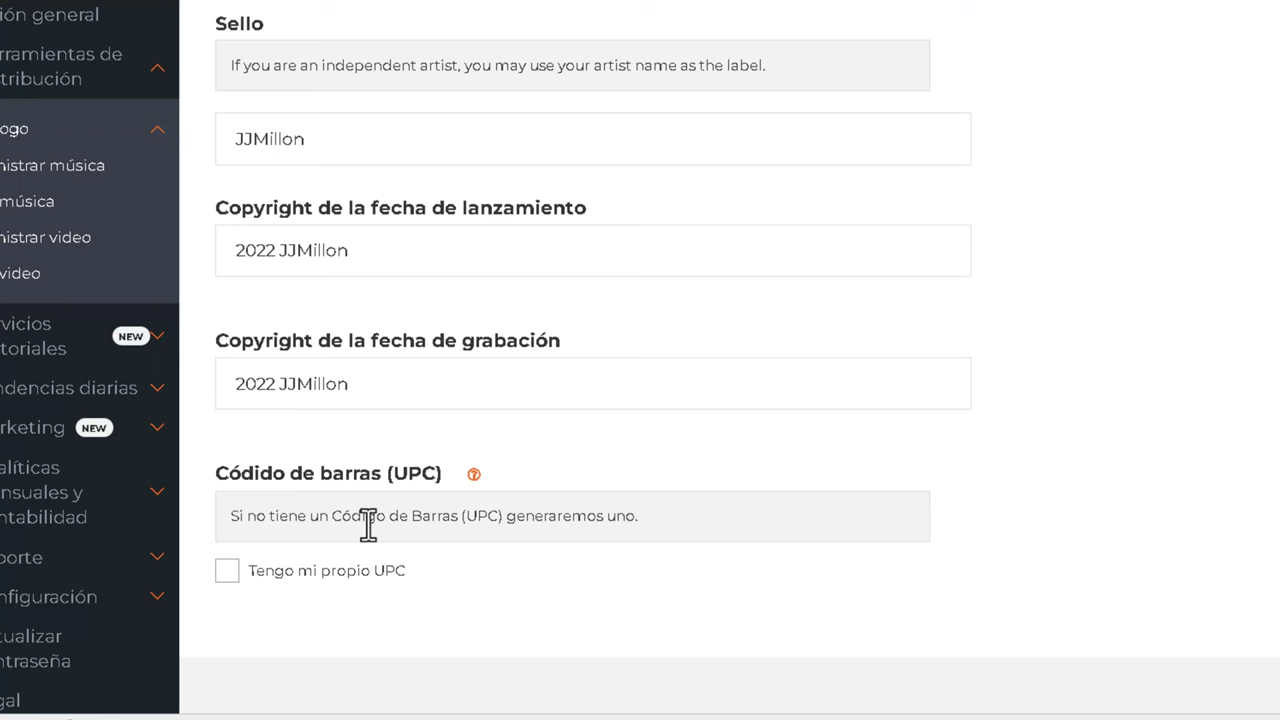 ión general
rramientas de
tribución
ogo
nistrar música
música
nistrar video
video
vicios
toriales
NEW
ndencias diarias
rketing
NEW
alíticas
nsuales y
ntabilidad
porte
nfiguración
tualizar
ntraseña
gal
Sello
If you are an independent artist, you may use your artist name as the label.
JJMillon
Copyright de la fecha de lanzamiento
2022 JJMillon
Copyright de la fecha de grabación
2022 JJMillon
Códido de barras (UPC)
Si no tiene un Código de Barras (UPC) generaremos uno.
Tengo mi propio UPC